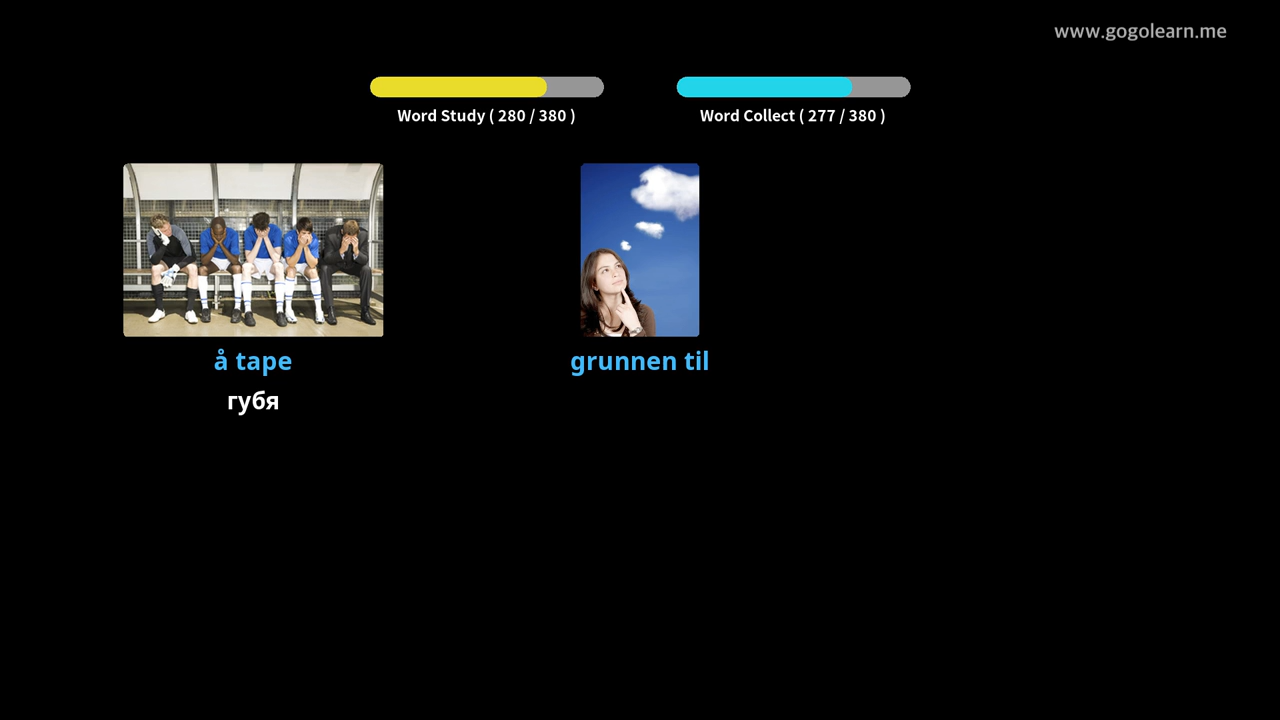 www.gogolearn.me
Word Study ( 280 / 380 )
Word Collect ( 277 / 380 )
å tape
губя
grunnen til